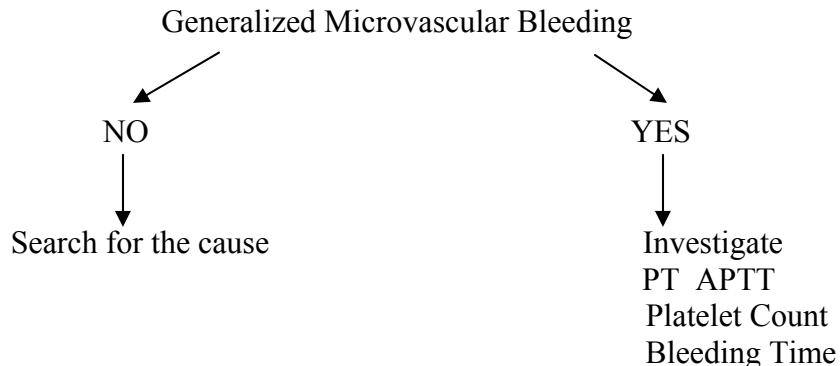 Generalized Microvascular Bleeding
NO
YES
Search for the cause
Investigate
PT APTT
Platelet Count
Bleeding Time